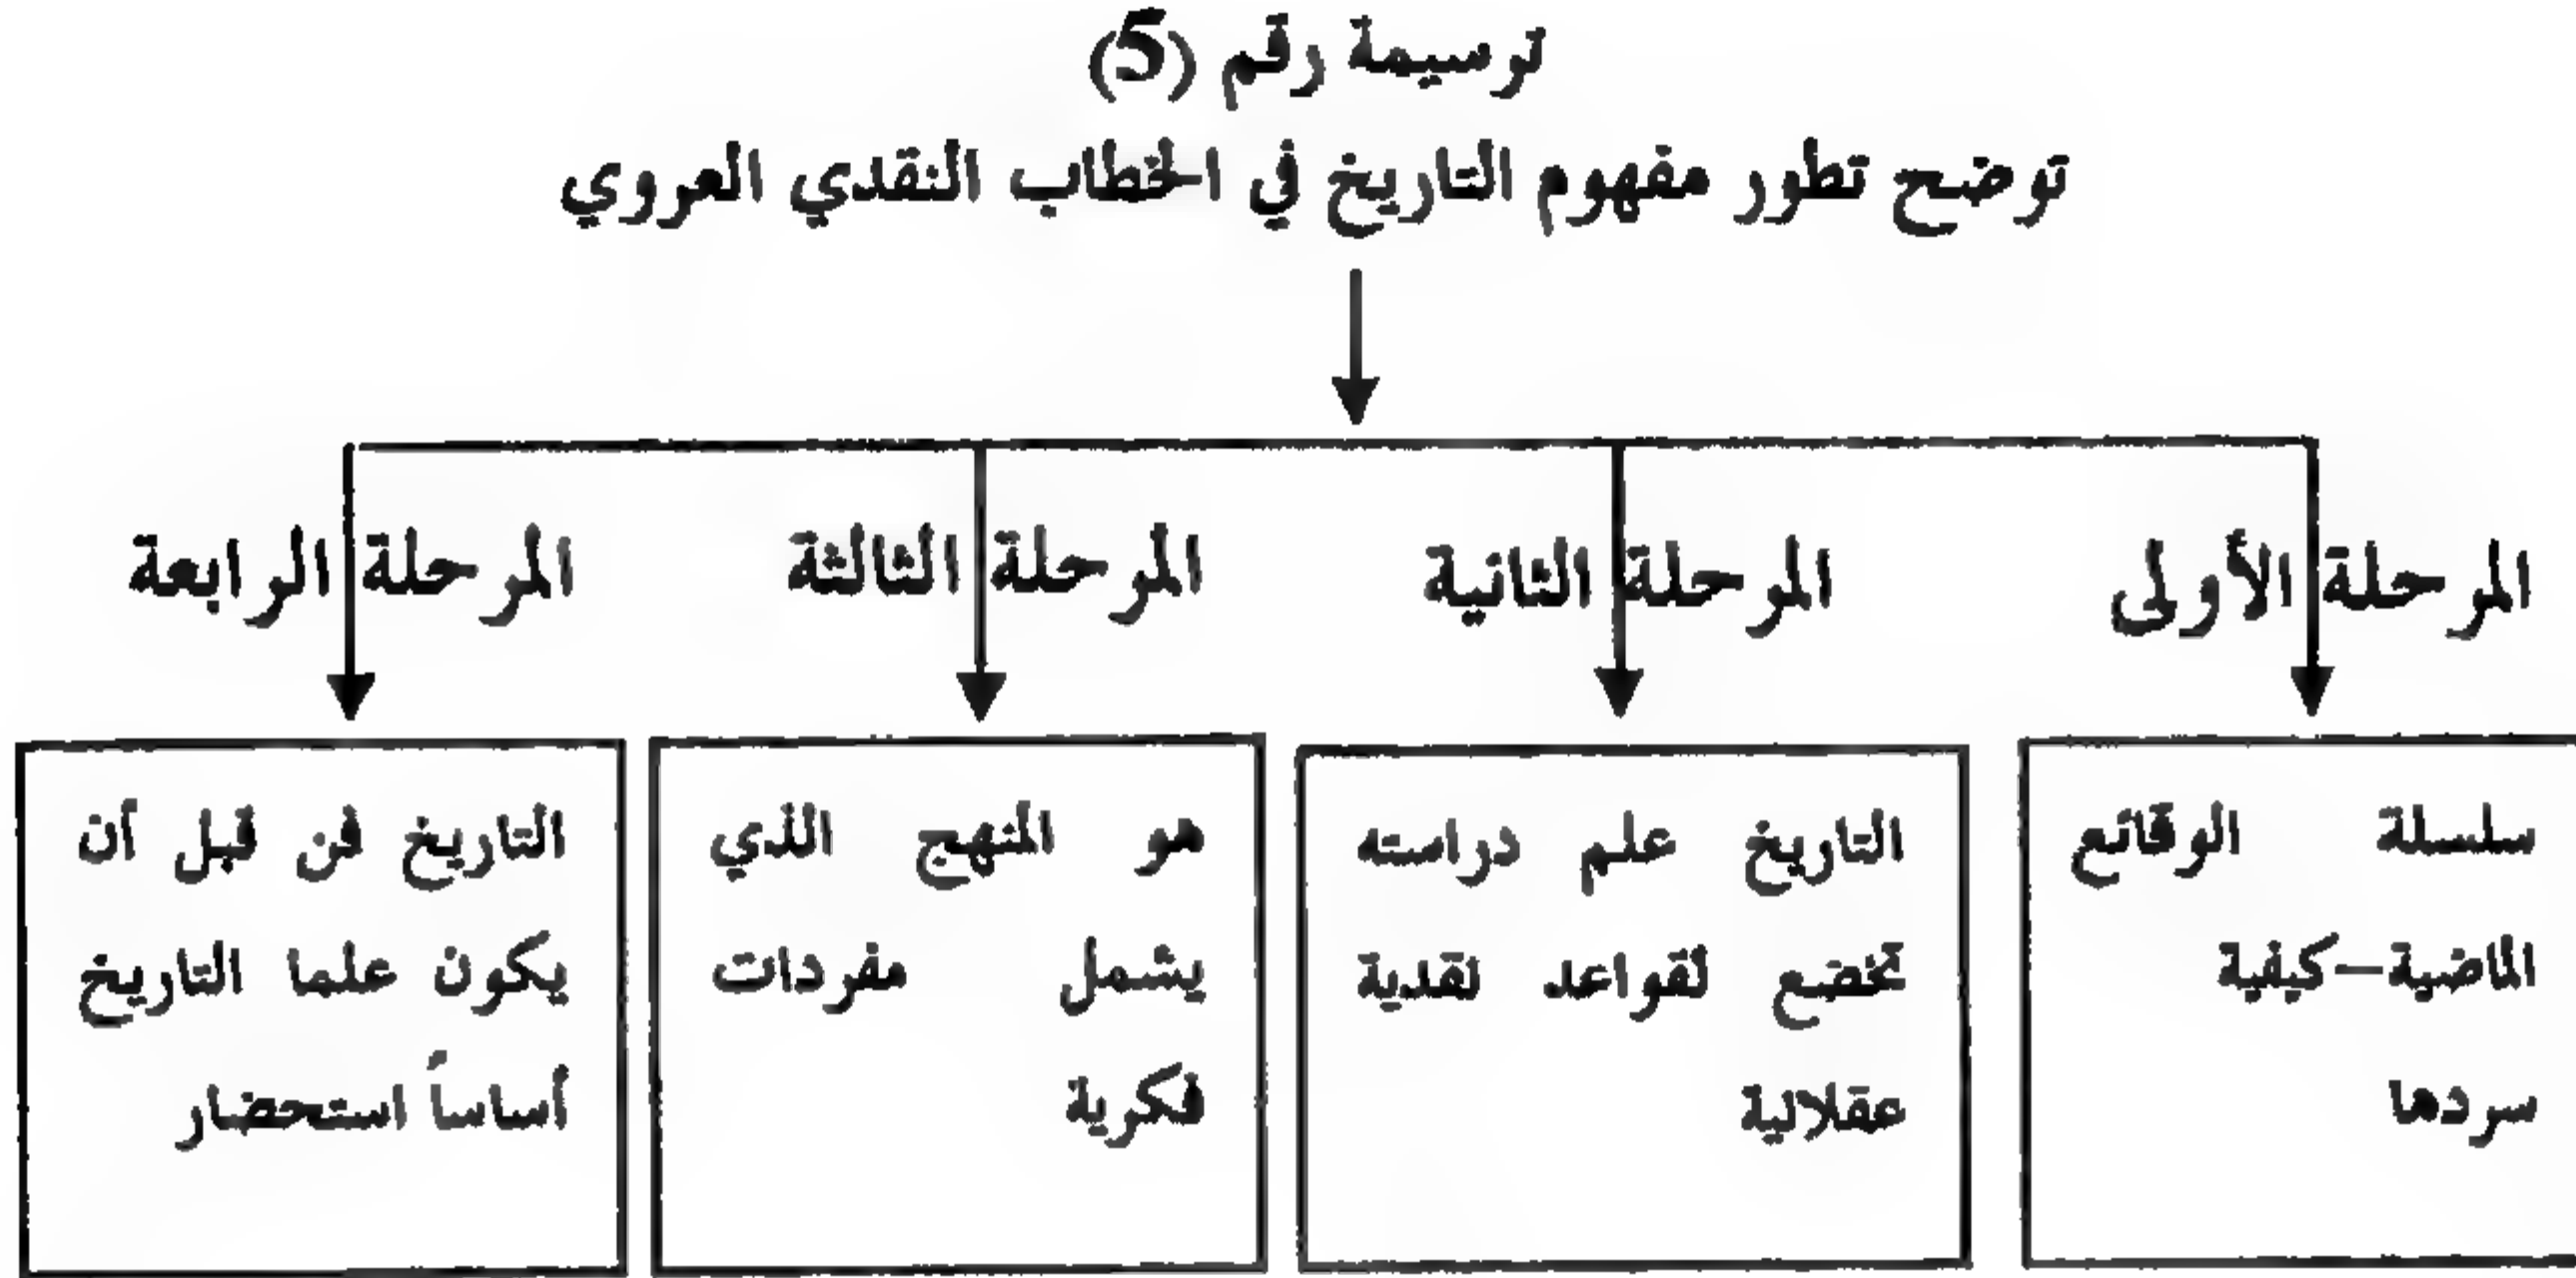 توسيمة رقم (5)
توضح تطور مفهوم التاريخ في الخطاب النقدي العروي
المرحلة الأولى
المرحلة الثانية
المرحلة الثالثة
المرحلة الرابعة
سلسلة الوقائع
الماضية-كيفية
سردها
التاريخ علم دراسته
تخضع لقواعد نقدية
عقلانية
هو المنهج الذي
يشمل مفردات
فكرية
التاريخ فن قبل أن
يكون علما التاريخ
أساساً استحضار